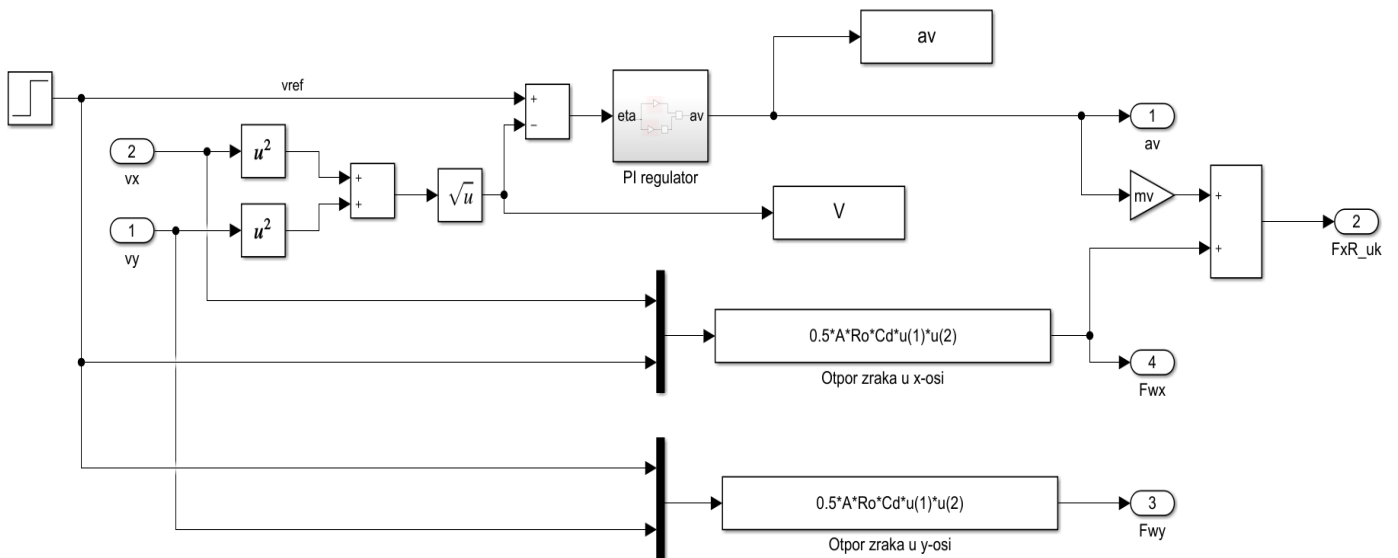 av
vref
+
−
eta
av
PI regulator
1
av
2
vx
u²
+
+
√u
V
mv
+
+
2
FxR_uk
1
vy
u²
0.5*A*Ro*Cd*u(1)*u(2)
Otpor zraka u x-osi
4
Fwx
0.5*A*Ro*Cd*u(1)*u(2)
Otpor zraka u y-osi
3
Fwy